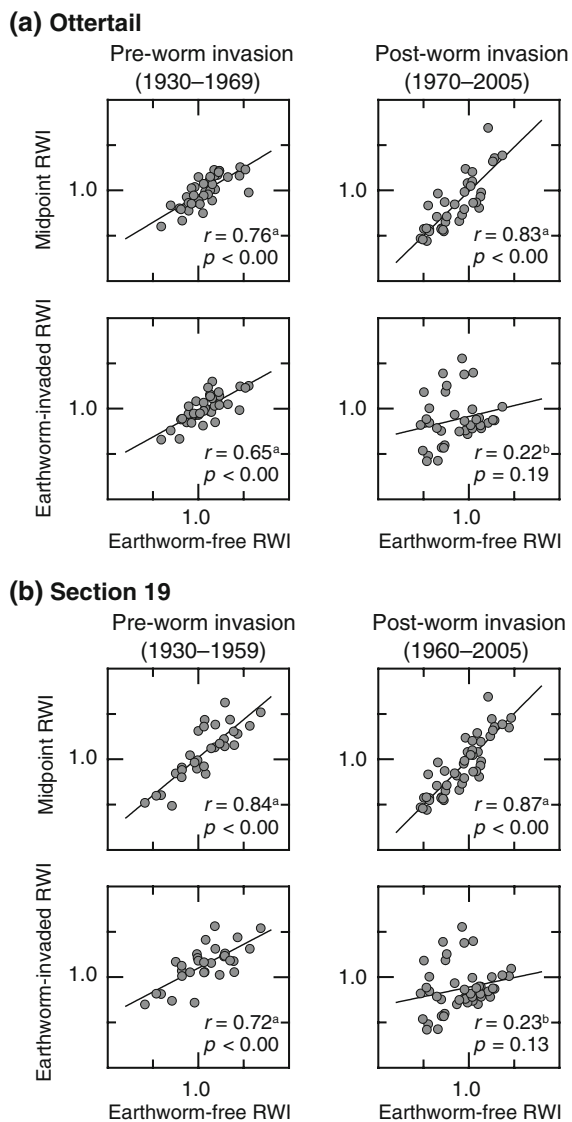 (a) Ottertail
Pre-worm invasion
(1930–1969)
Post-worm invasion
(1970–2005)
Midpoint RWI
1.0
r = 0.76a
p < 0.00
1.0
r = 0.83a
p < 0.00
Earthworm-invaded RWI
1.0
r = 0.65a
p < 0.00
1.0
Earthworm-free RWI
1.0
r = 0.22b
p = 0.19
1.0
Earthworm-free RWI
(b) Section 19
Pre-worm invasion
(1930–1959)
Post-worm invasion
(1960–2005)
Midpoint RWI
1.0
r = 0.84a
p < 0.00
1.0
r = 0.87a
p < 0.00
Earthworm-invaded RWI
1.0
r = 0.72a
p < 0.00
1.0
Earthworm-free RWI
1.0
r = 0.23b
p = 0.13
1.0
Earthworm-free RWI